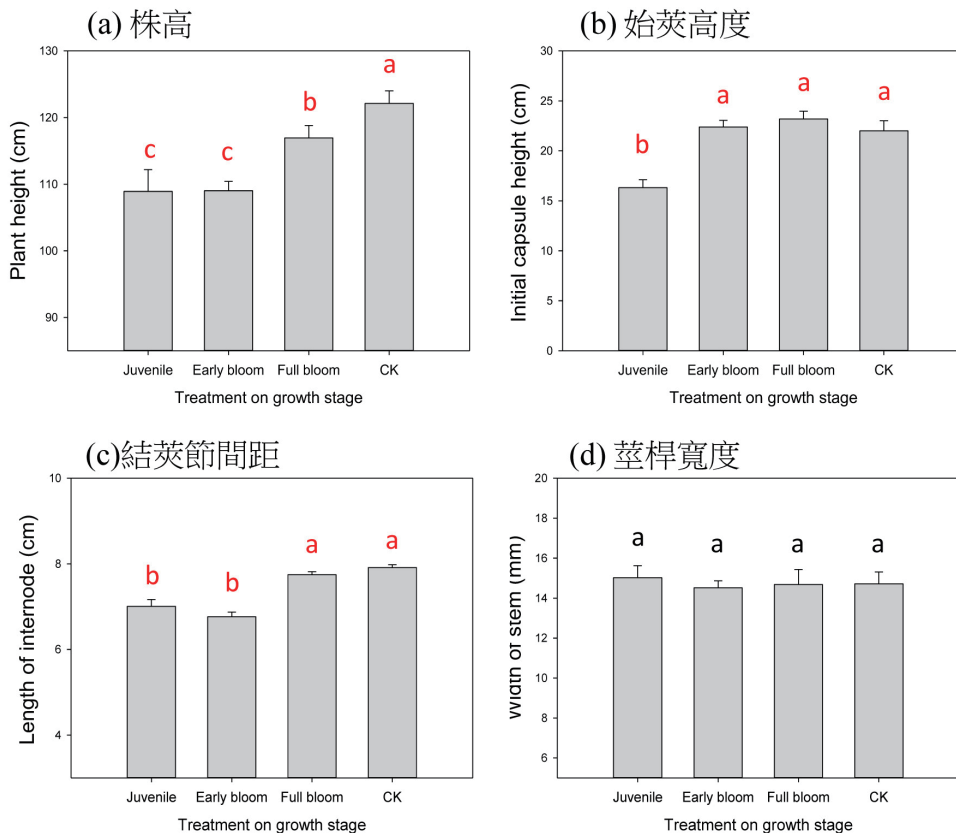 (a) 株高
Plant height (cm)
130
120
110
100
90
c
c
b
a
Juvenile
Early bloom
Full bloom
CK
Treatment on growth stage
(b) 始莢高度
Initial capsule height (cm)
30
25
20
15
10
5
0
b
a
a
a
Juvenile
Early bloom
Full bloom
CK
Treatment on growth stage
(c)結莢節間距
Length of internode (cm)
10
8
6
4
b
b
a
a
Juvenile
Early bloom
Full bloom
CK
Treatment on growth stage
(d) 莖桿寬度
Width of stem (mm)
20
18
16
14
12
10
8
6
a
a
a
a
Juvenile
Early bloom
Full bloom
CK
Treatment on growth stage